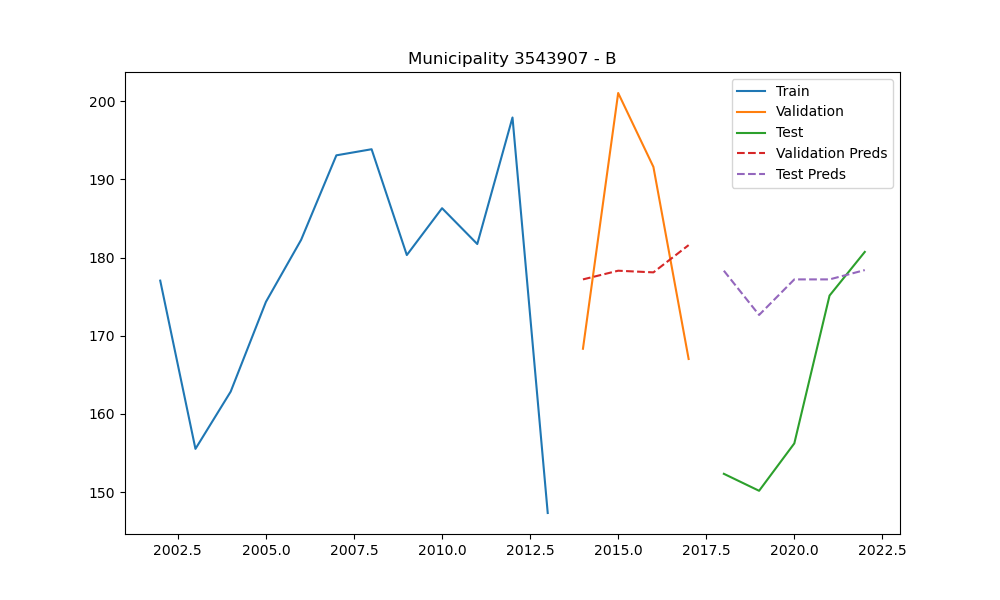 Municipality 3543907 - B
Train
Validation
Test
Validation Preds
Test Preds
200
190
180
170
160
150
2002.5 2005.0 2007.5 2010.0 2012.5 2015.0 2017.5 2020.0 2022.5